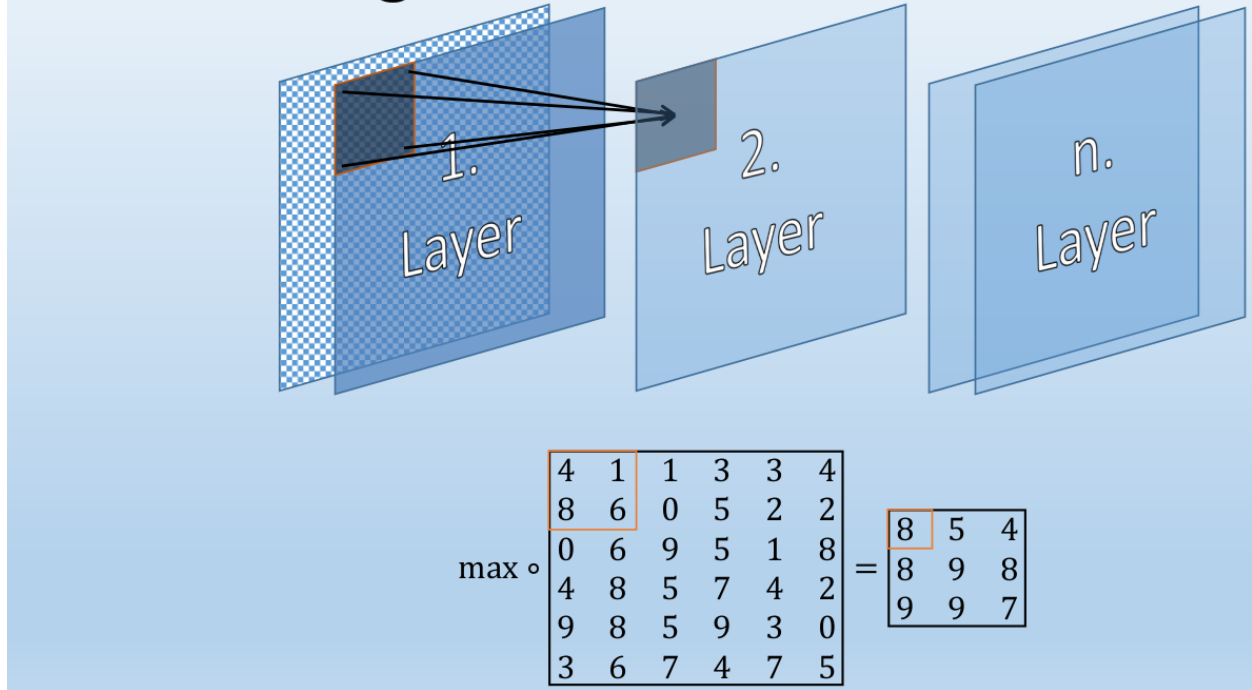 1.
Layer
2.
Layer
n.
Layer
4 1 1 3 3 4
8 6 0 5 2 2
0 6 9 5 1 8
max ∘ 4 8 5 7 4 2 =
9 8 5 9 3 0
3 6 7 4 7 5
8 5 4
8 9 8
9 9 7